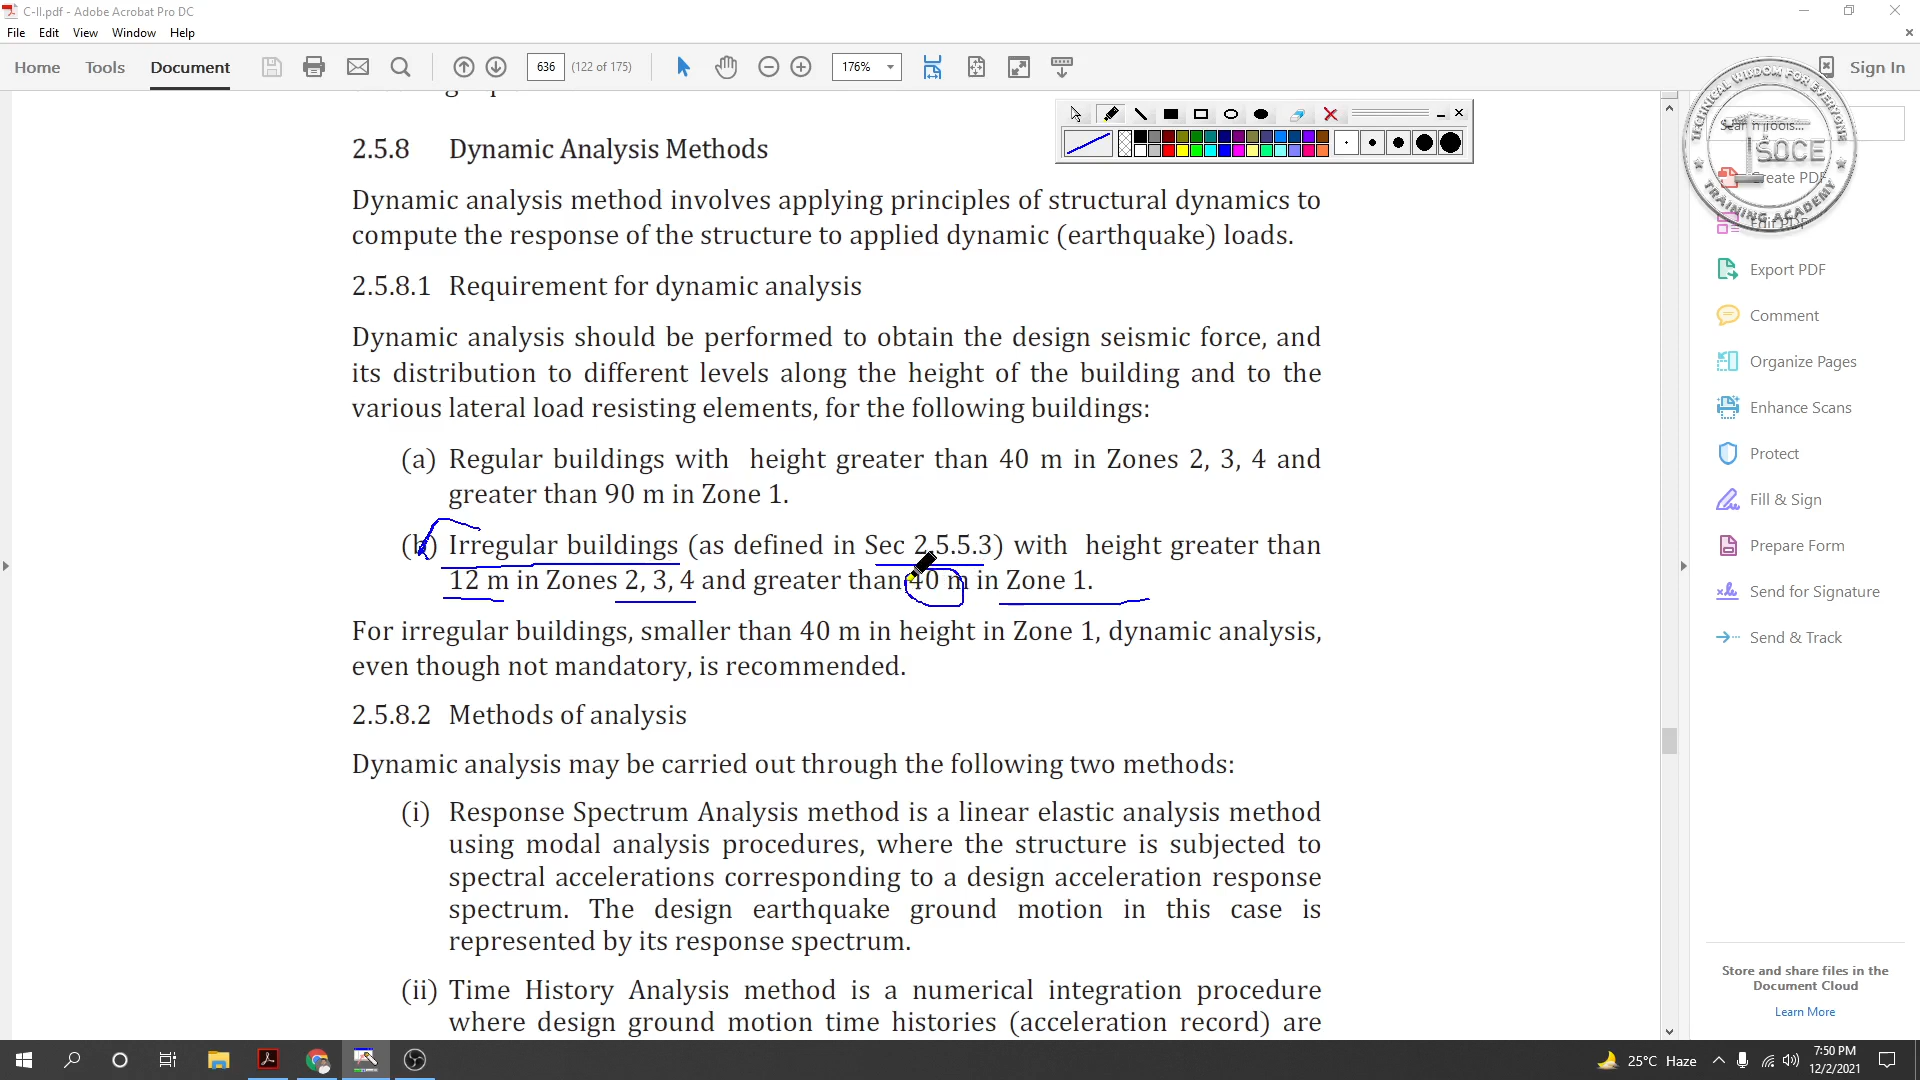 C-II.pdf - Adobe Acrobat Pro DC
File Edit View Window Help
Home Tools Document 636 (122 of 175) 176% Sign In
2.5.8 Dynamic Analysis Methods
Dynamic analysis method involves applying principles of structural dynamics to
compute the response of the structure to applied dynamic (earthquake) loads.
2.5.8.1 Requirement for dynamic analysis
Dynamic analysis should be performed to obtain the design seismic force, and
its distribution to different levels along the height of the building and to the
various lateral load resisting elements, for the following buildings:
(a) Regular buildings with height greater than 40 m in Zones 2, 3, 4 and
greater than 90 m in Zone 1.
(b) Irregular buildings (as defined in Sec 2.5.5.3) with height greater than
12 m in Zones 2, 3, 4 and greater than 40 m in Zone 1.
For irregular buildings, smaller than 40 m in height in Zone 1, dynamic analysis,
even though not mandatory, is recommended.
2.5.8.2 Methods of analysis
Dynamic analysis may be carried out through the following two methods:
(i) Response Spectrum Analysis method is a linear elastic analysis method
using modal analysis procedures, where the structure is subjected to
spectral accelerations corresponding to a design acceleration response
spectrum. The design earthquake ground motion in this case is
represented by its response spectrum.
(ii) Time History Analysis method is a numerical integration procedure
where design ground motion time histories (acceleration record) are
TECHNICAL WISDOM FOR EVERYONE
SDCE
TRAINING ACADEMY
Search Tools...
Create PDF
Edit PDF
Export PDF
Comment
Organize Pages
Enhance Scans
Protect
Fill & Sign
Prepare Form
Send for Signature
Send & Track
Store and share files in the
Document Cloud
Learn More
25°C Haze
7:50 PM
12/2/2021